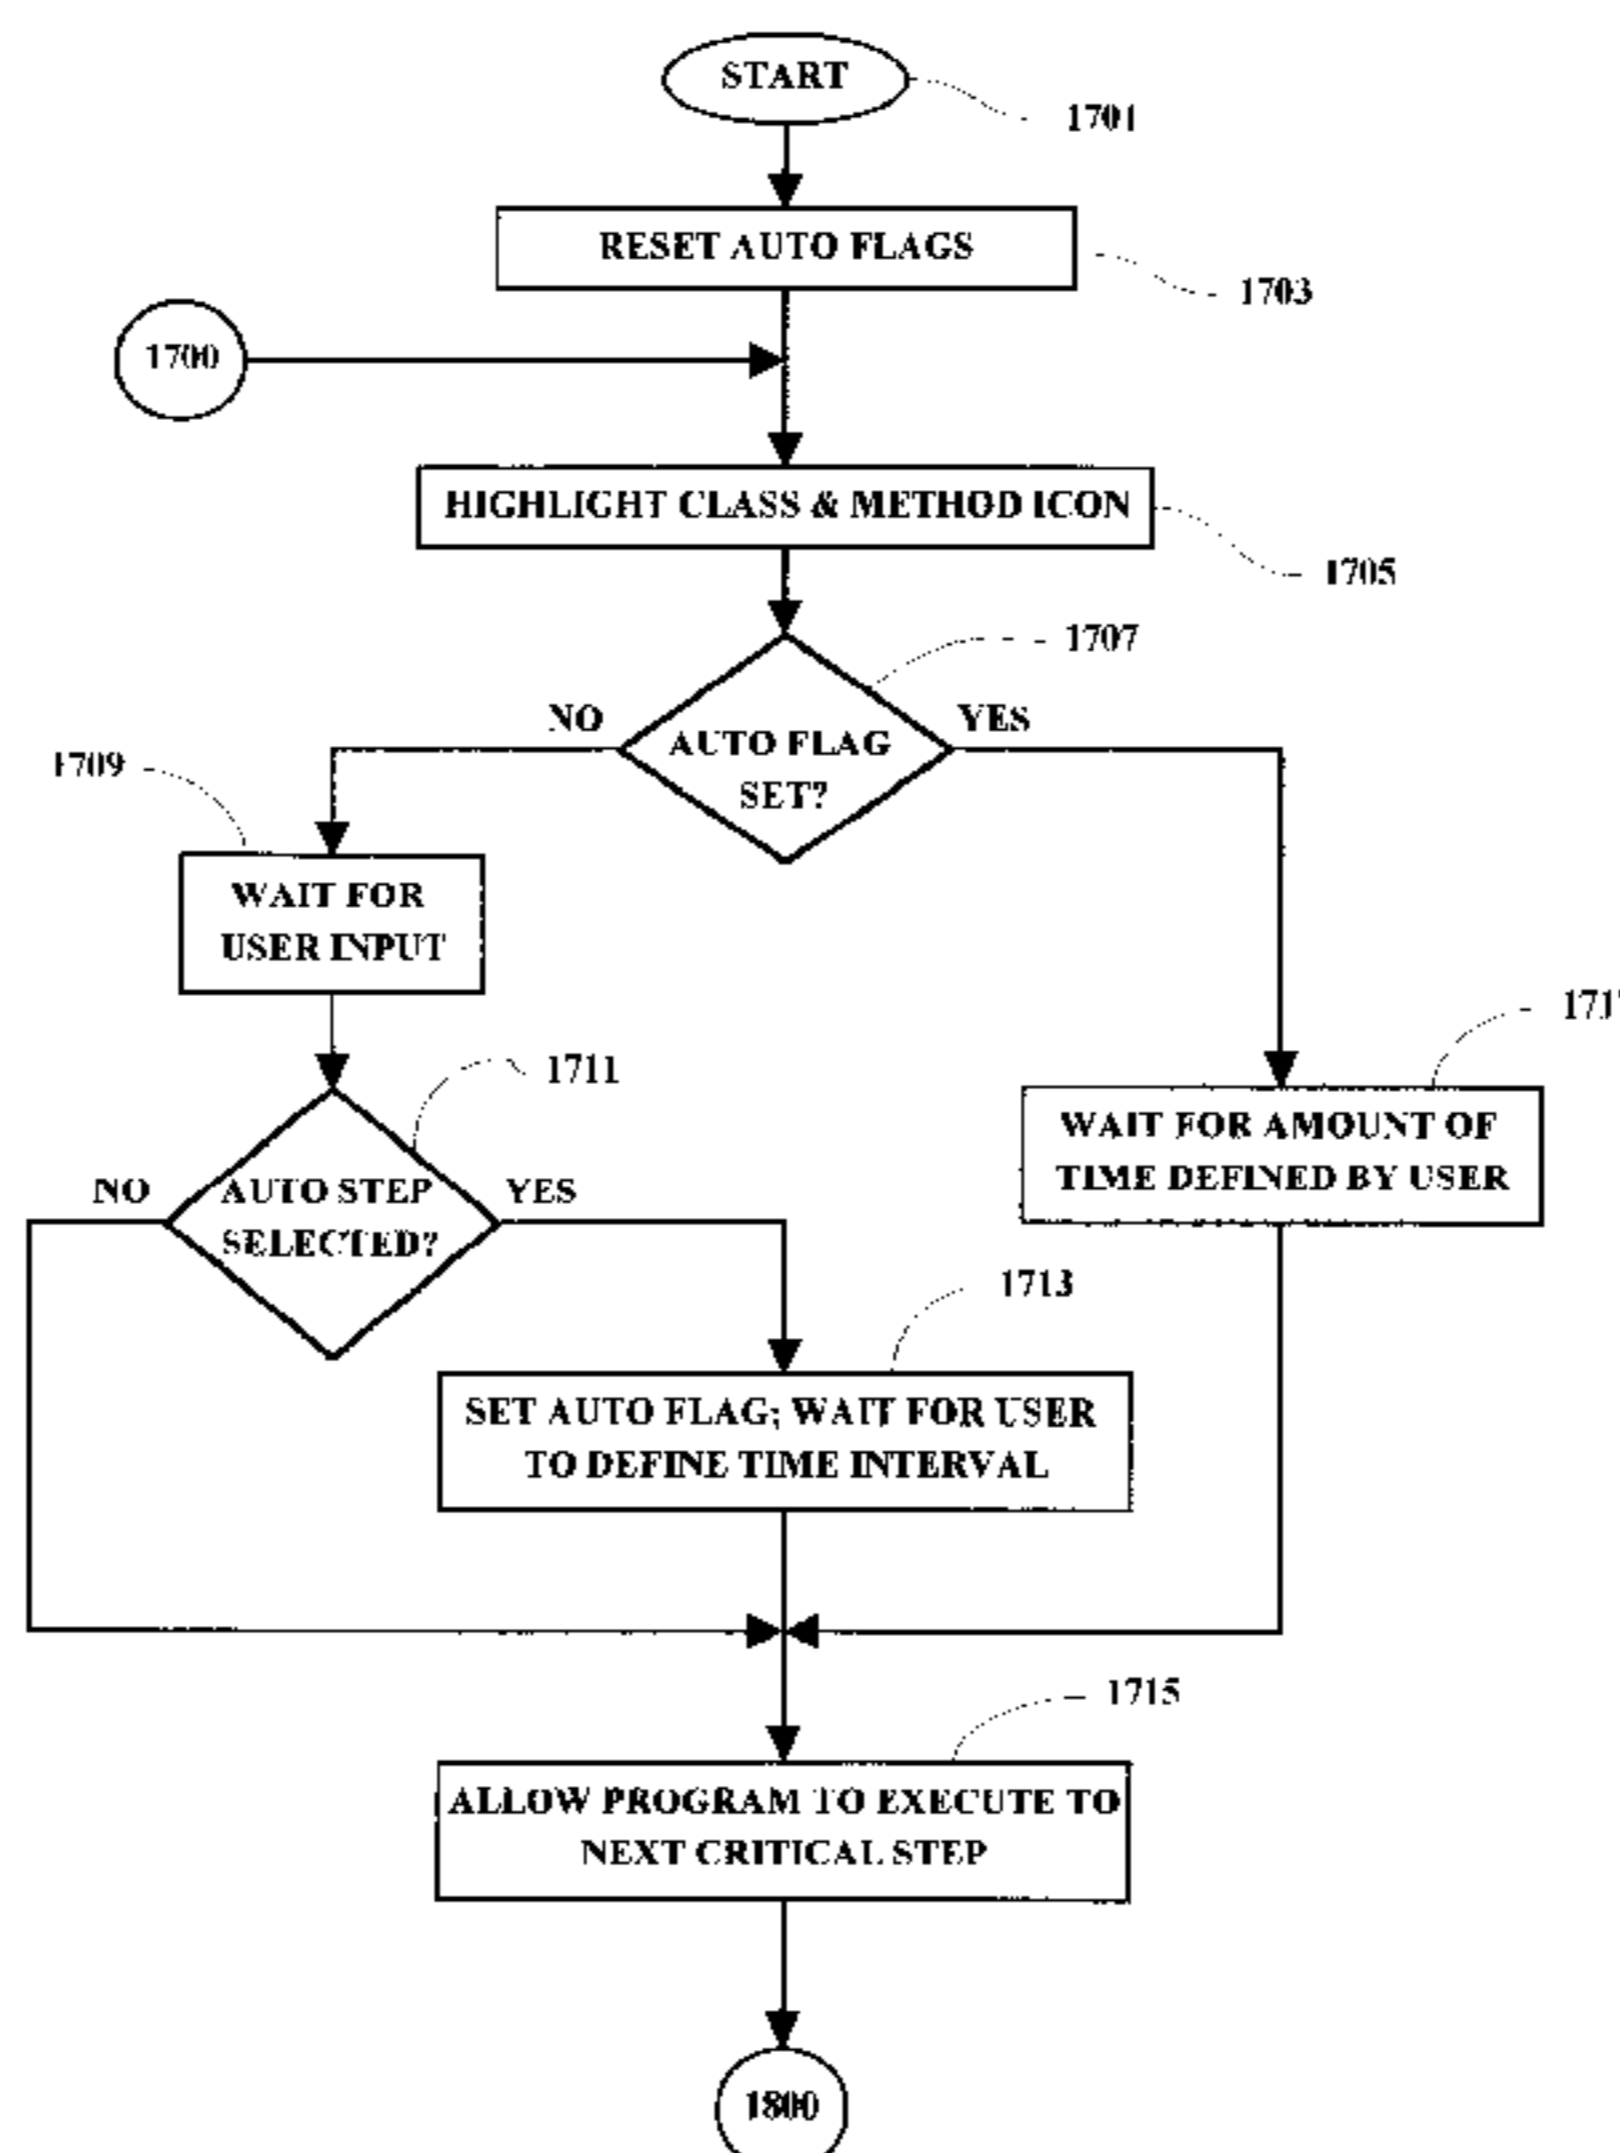 START
1701
RESET AUTO FLAGS
1703
1700
HIGHLIGHT CLASS & METHOD ICON
1705
1707
NO
YES
AUTO FLAG
SET?
1709
WAIT FOR
USER INPUT
1711
WAIT FOR AMOUNT OF
TIME DEFINED BY USER
NO
YES
AUTO STEP
SELECTED?
1713
SET AUTO FLAG; WAIT FOR USER
TO DEFINE TIME INTERVAL
1715
ALLOW PROGRAM TO EXECUTE TO
NEXT CRITICAL STEP
1800